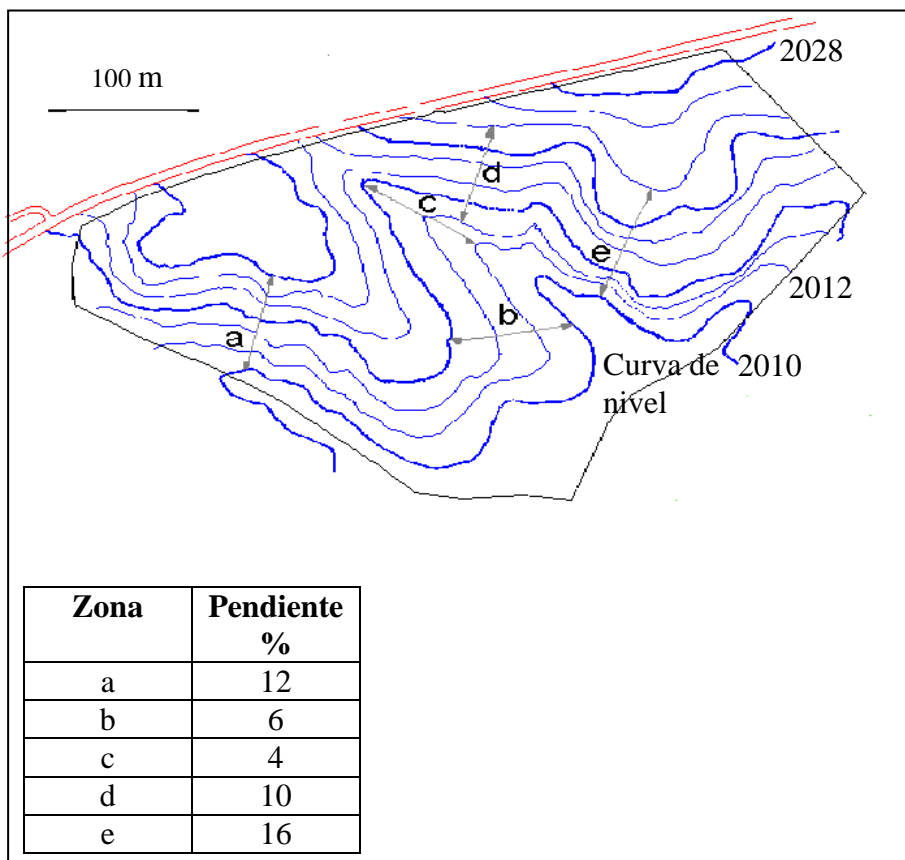 2028
100 m
d
c
e
2012
b
a
Curva de 2010
nivel
Zona Pendiente
%
a 12
b 6
c 4
d 10
e 16